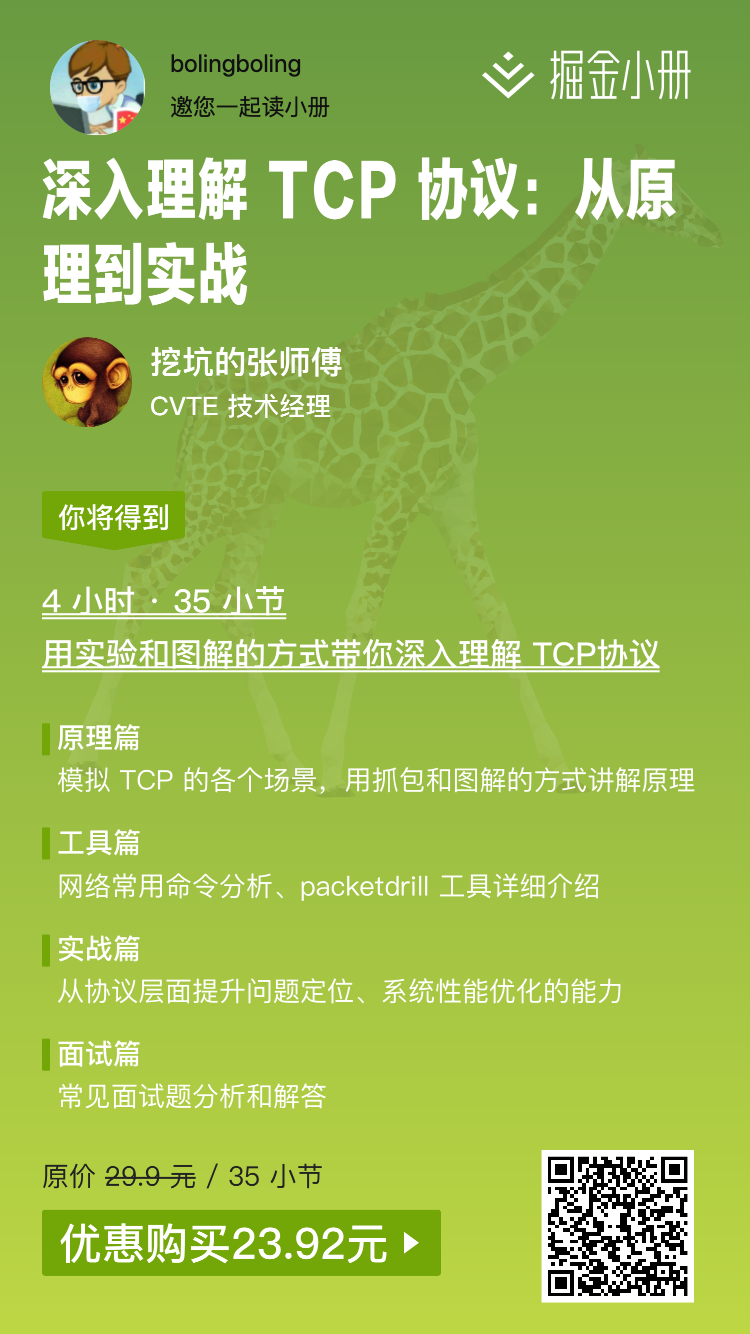 bolingboling
邀您一起读小册
掘金小册
深入理解 TCP 协议：从原
理到实战
挖坑的张师傅
CVTE 技术经理
你将得到
4 小时 · 35 小节
用实验和图解的方式带你深入理解 TCP协议
原理篇
模拟 TCP 的各个场景，用抓包和图解的方式讲解原理
工具篇
网络常用命令分析、packetdrill 工具详细介绍
实战篇
从协议层面提升问题定位、系统性能优化的能力
面试篇
常见面试题分析和解答
原价 29.9 元 / 35 小节
优惠购买23.92元